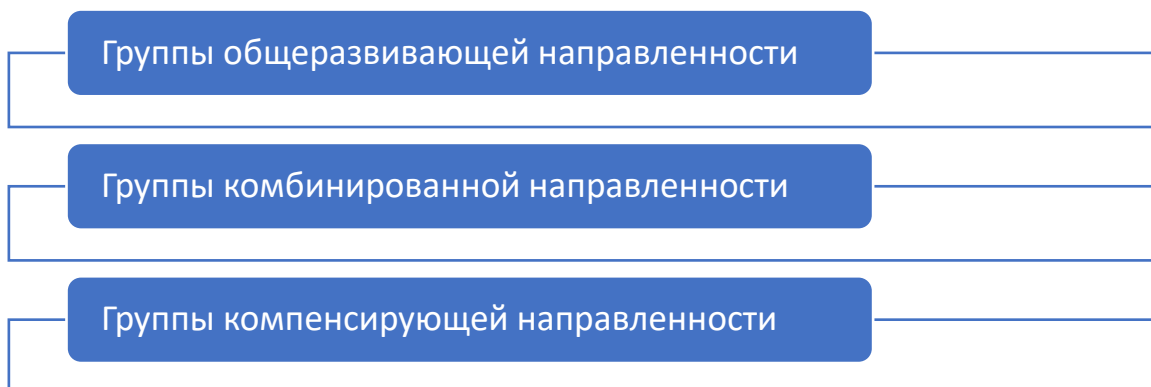 Группы общеразвивающей направленности
Группы комбинированной направленности
Группы компенсирующей направленности